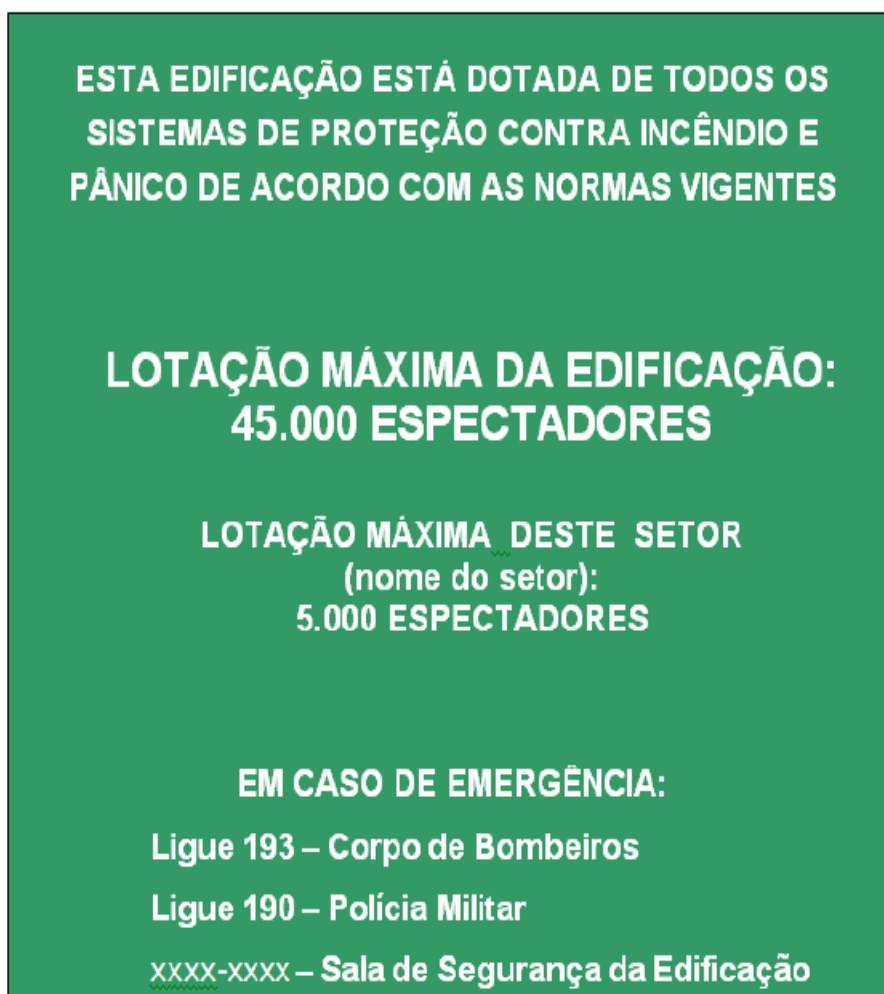 ESTA EDIFICAÇÃO ESTÁ DOTADA DE TODOS OS
SISTEMAS DE PROTEÇÃO CONTRA INCÊNDIO E
PÂNICO DE ACORDO COM AS NORMAS VIGENTES
LOTAÇÃO MÁXIMA DA EDIFICAÇÃO:
45.000 ESPECTADORES
LOTAÇÃO MÁXIMA DESTE SETOR
(nome do setor):
5.000 ESPECTADORES
EM CASO DE EMERGÊNCIA:
Ligue 193 – Corpo de Bombeiros
Ligue 190 – Polícia Militar
xxxx-xxxx – Sala de Segurança da Edificação